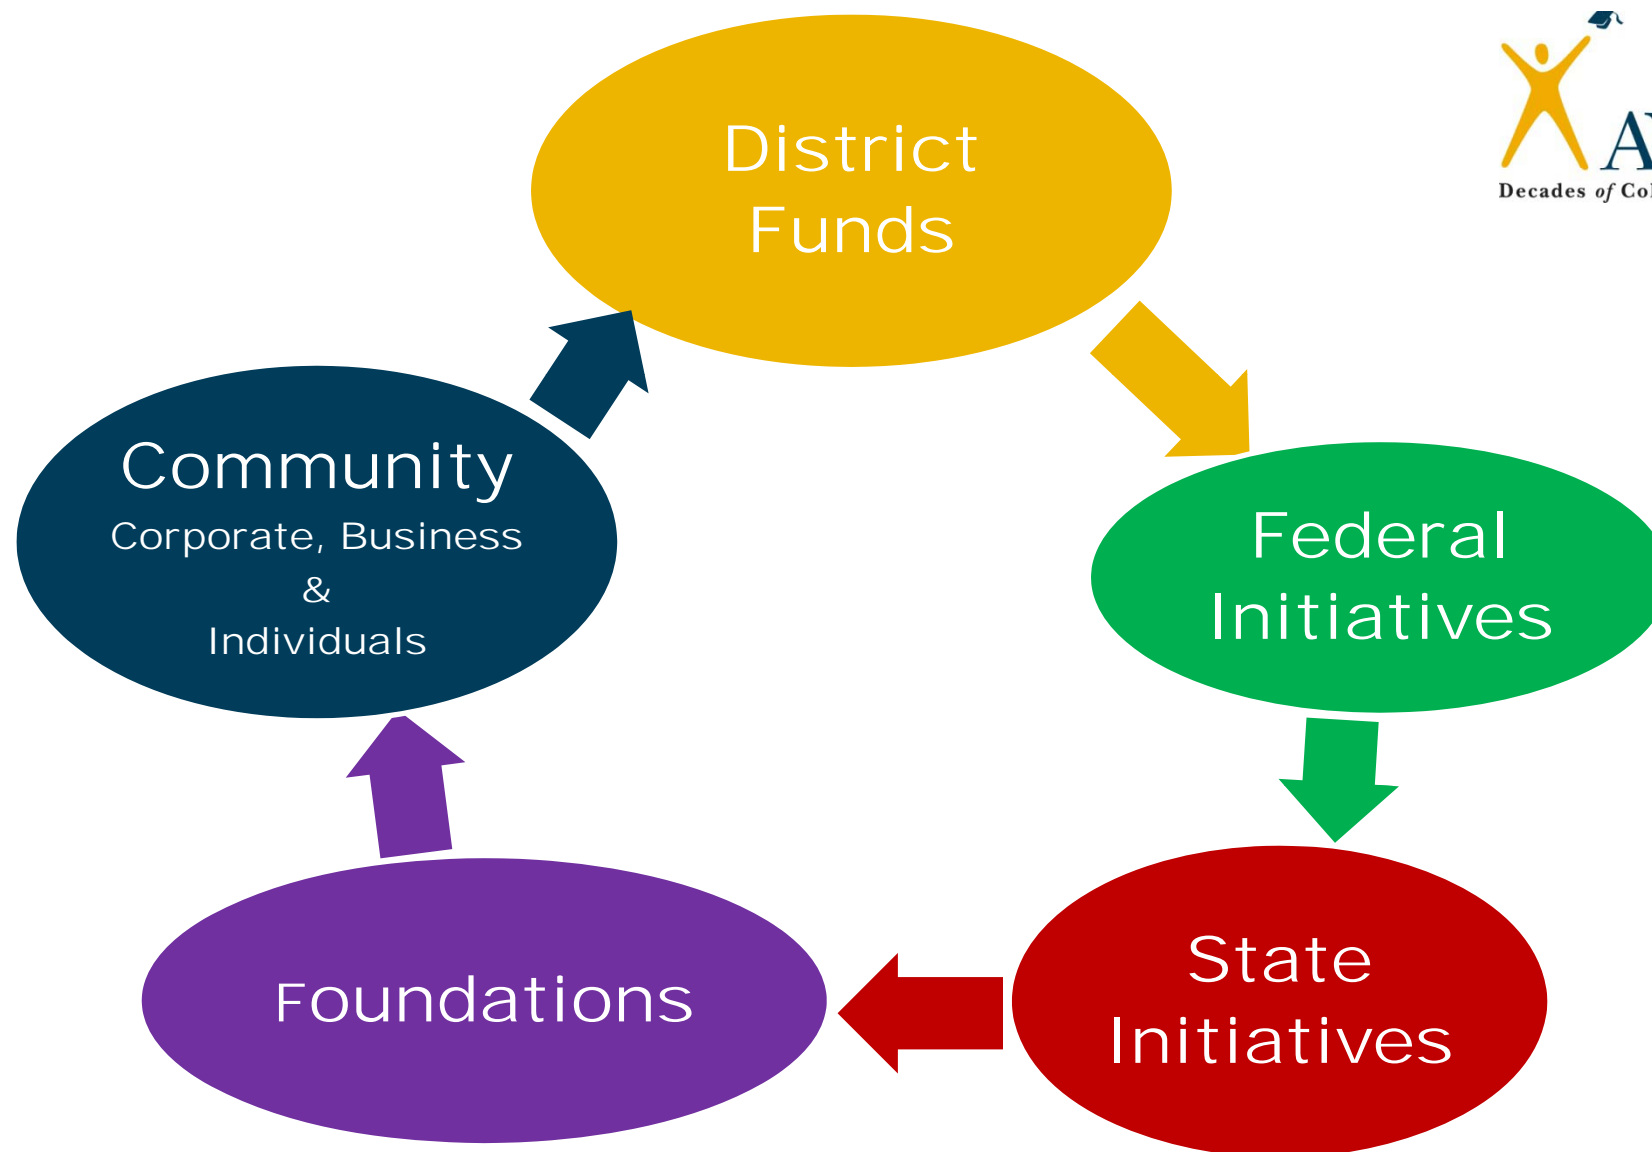 District
Funds
Decades of
Community
Corporate, Business
&
Individuals
Federal
Initiatives
Foundations
State
Initiatives